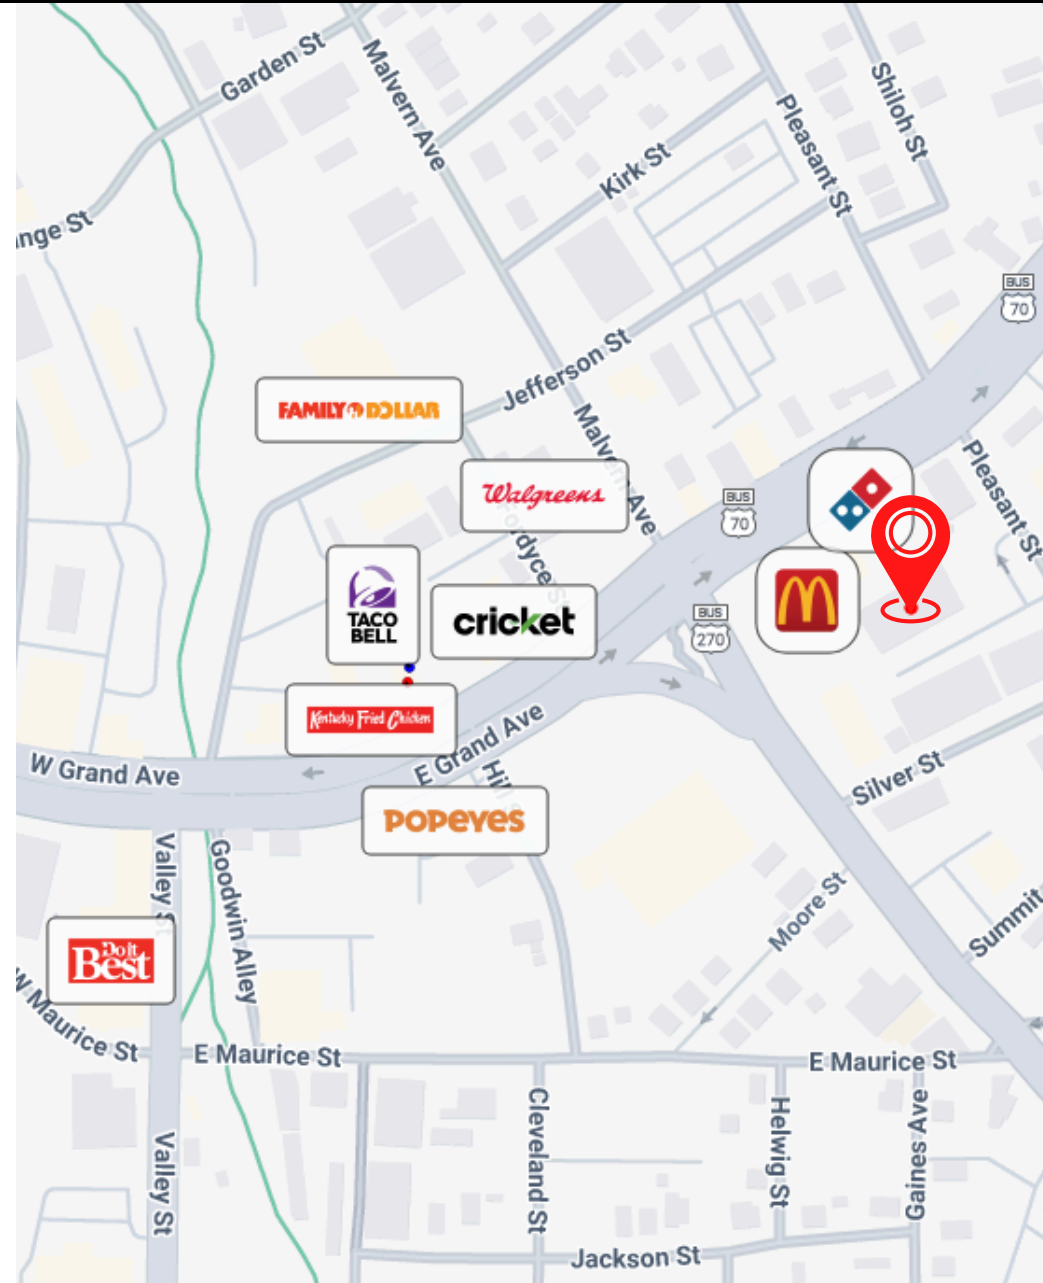 Garden St
Malvern Ave
Shiloh St
Pleasant St
Kirk St
nge St
BUS
70
Jefferson St
FAMILY DOLLAR
Malvern Ave
Walgreens
BUS
70
Pleasant St
Fordyce St
TACO
BELL
cricket
BUS
270
Kentucky Fried Chicken
E Grand Ave
W Grand Ave
Silver St
Hill
POPEYES
Valley St
Goodwin Alley
Moore St
Summit
Do it
Best
W Maurice St
E Maurice St
E Maurice St
Cleveland St
Helwig St
Gaines Ave
Valley St
Jackson St